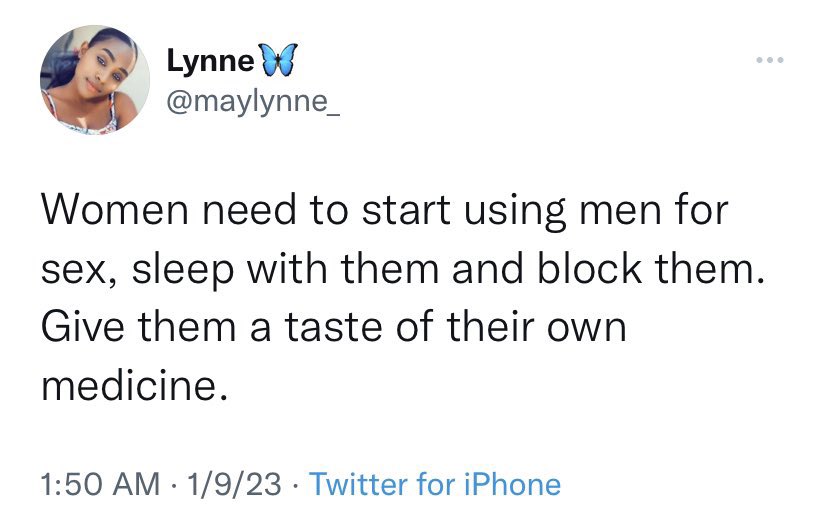 Lynne🦋
@maylynne_
Women need to start using men for
sex, sleep with them and block them.
Give them a taste of their own
medicine.
1:50 AM · 1/9/23 · Twitter for iPhone